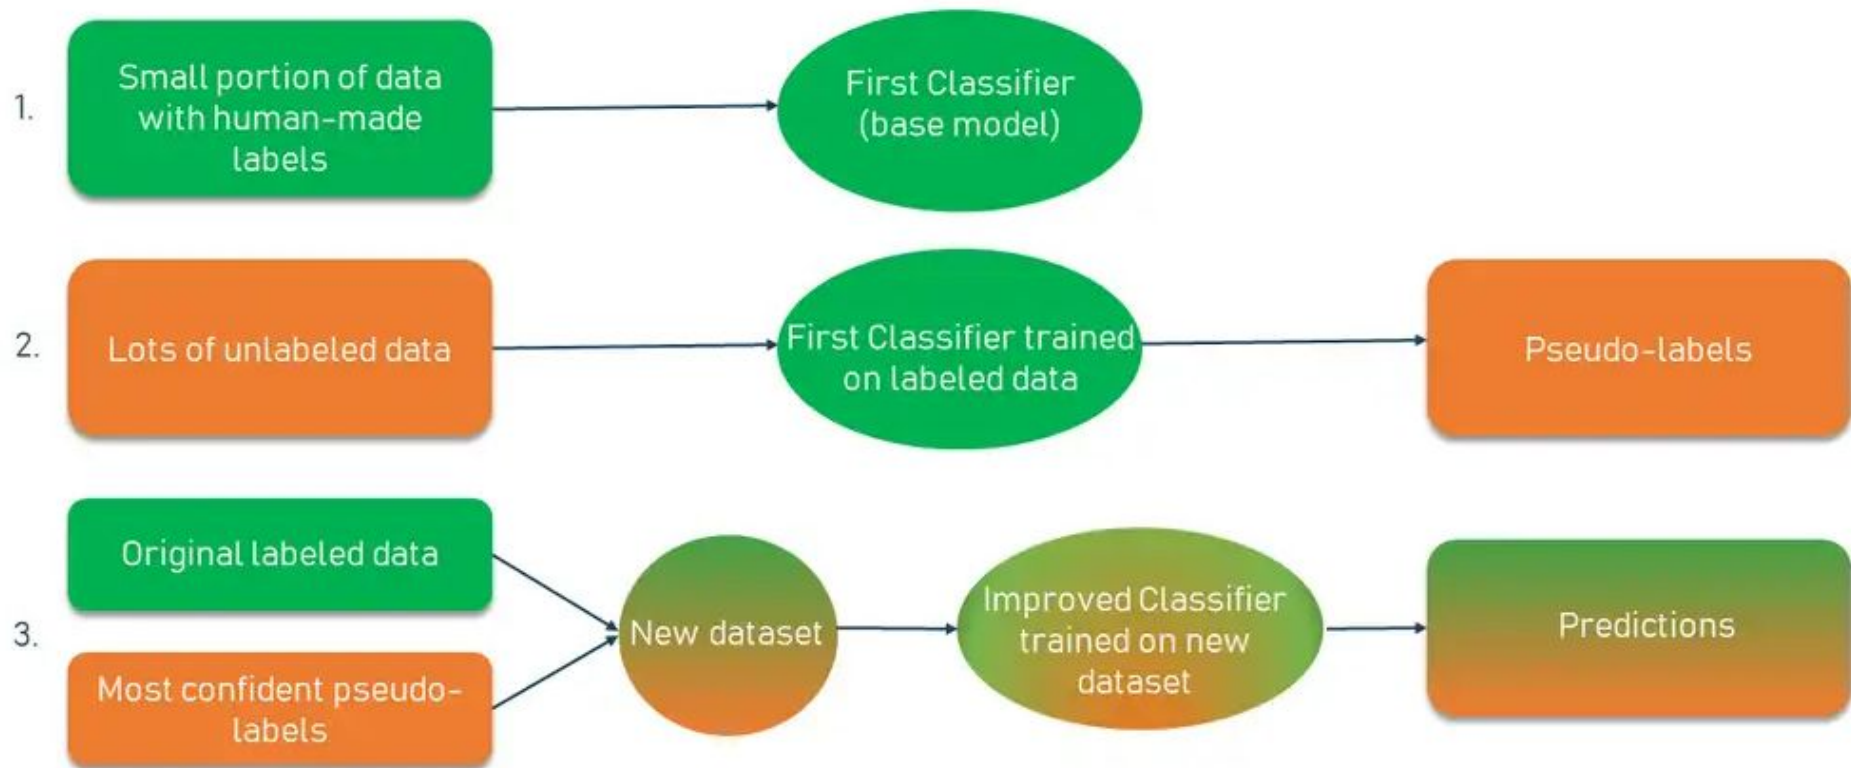 1.
Small portion of data
with human-made
labels
First Classifier
(base model)
2.
Lots of unlabeled data
First Classifier trained
on labeled data
Pseudo-labels
3.
Original labeled data
Most confident pseudo-
labels
New dataset
Improved Classifier
trained on new
dataset
Predictions